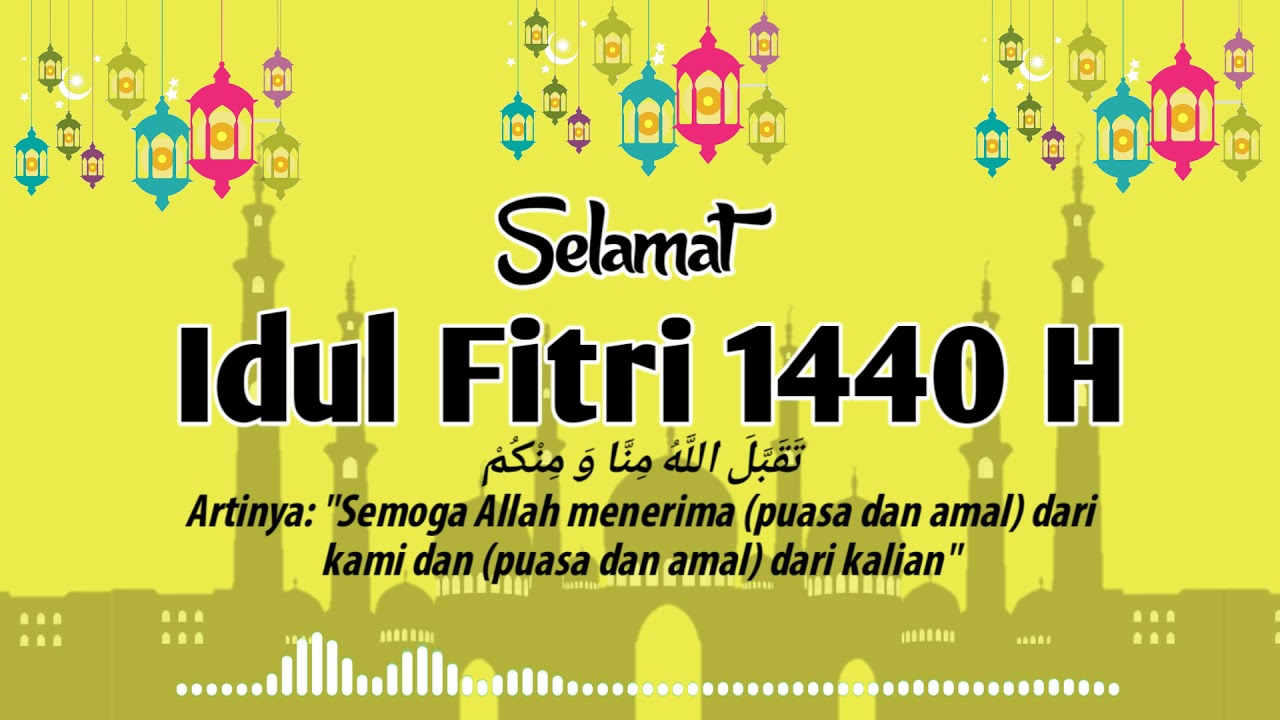 Selamat
Idul Fitri 1440 H
تَقَبَّلَ اللَّهُ مِنَّا وَ مِنْكُمْ
Artinya: "Semoga Allah menerima (puasa dan amal) dari
kami dan (puasa dan amal) dari kalian"